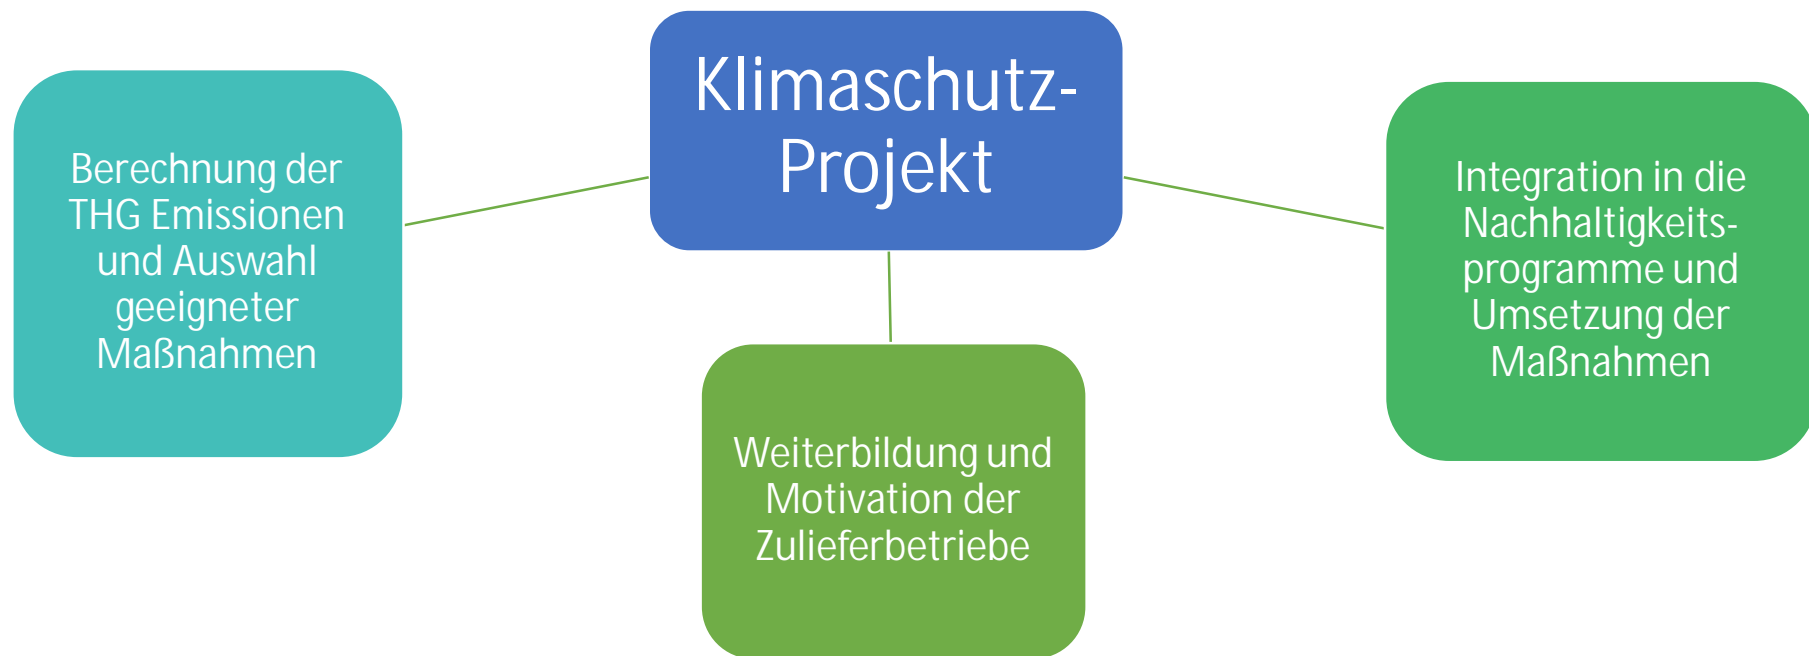 Klimaschutz-
Projekt
Berechnung der
THG Emissionen
und Auswahl
geeigneter
Maßnahmen
Weiterbildung und
Motivation der
Zulieferbetriebe
Integration in die
Nachhaltigkeits-
programme und
Umsetzung der
Maßnahmen